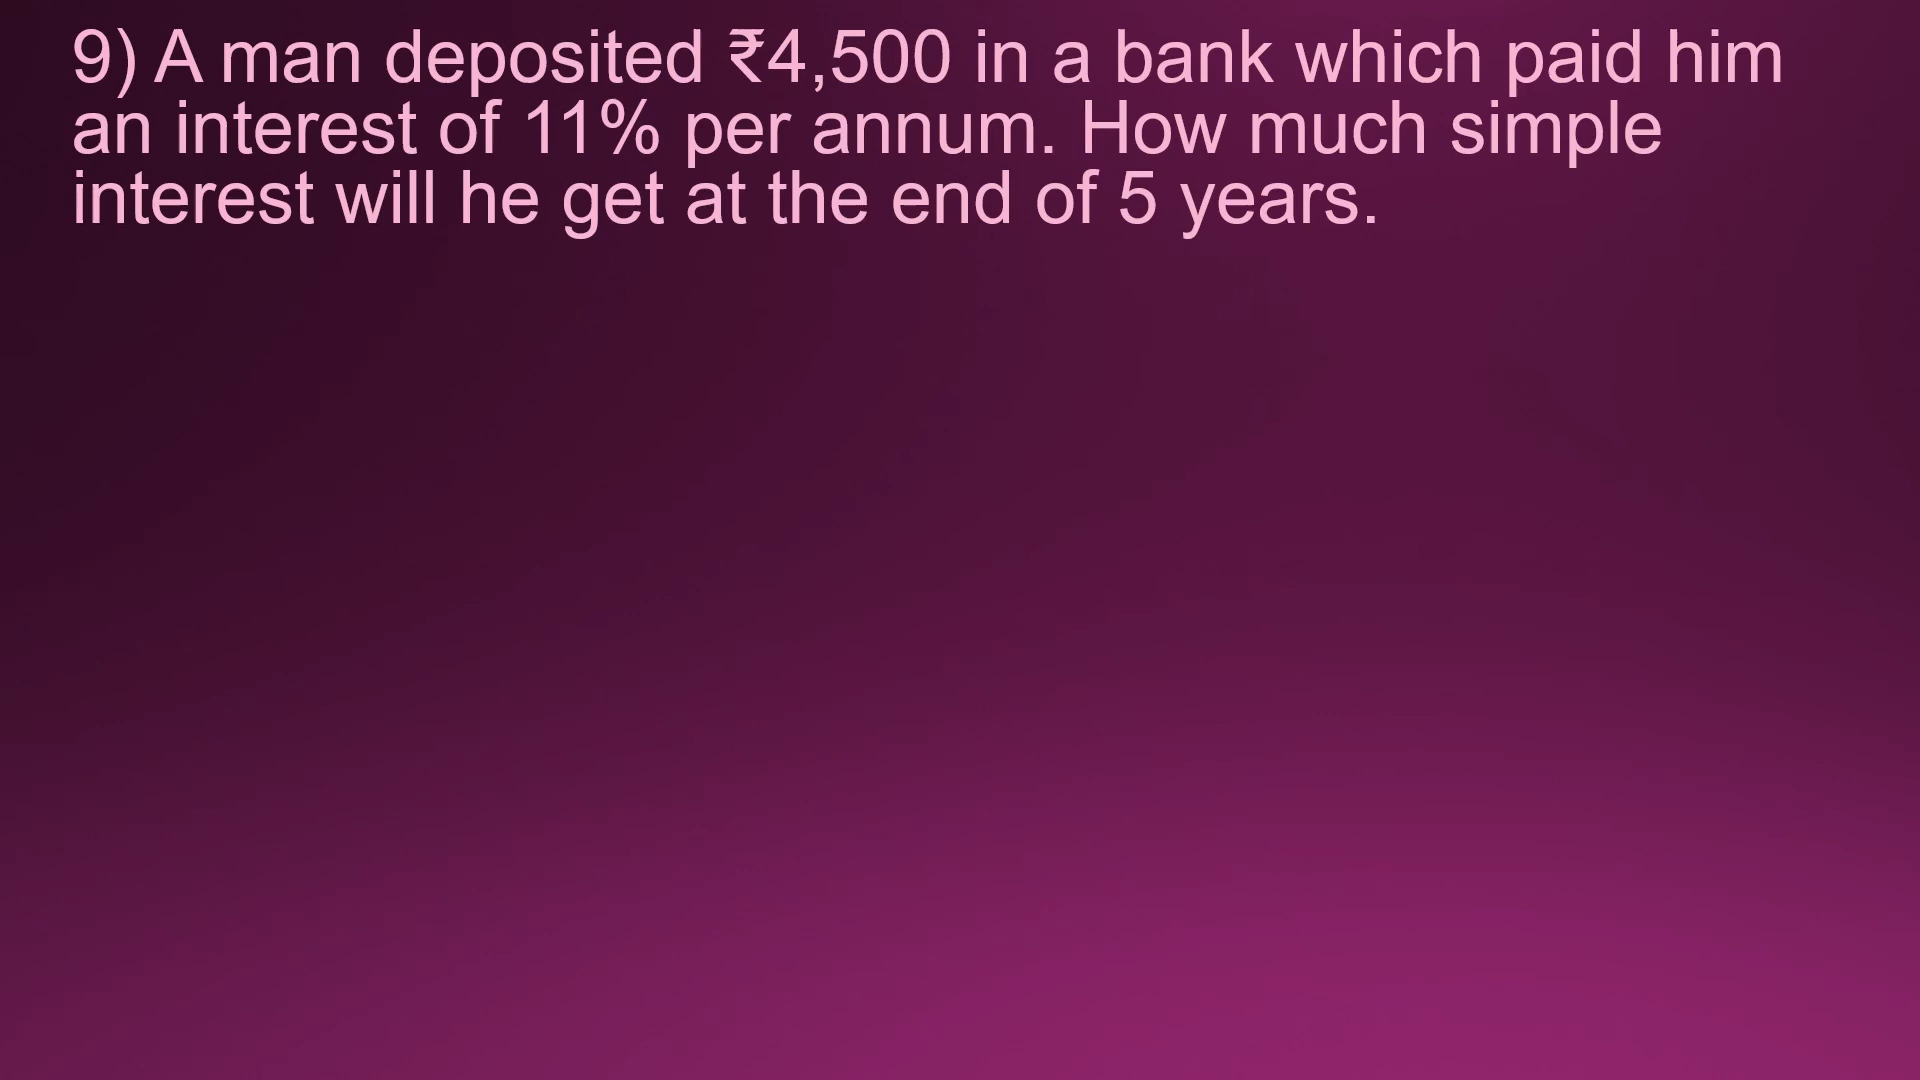 9) A man deposited ₹4,500 in a bank which paid him
an interest of 11% per annum. How much simple
interest will he get at the end of 5 years.